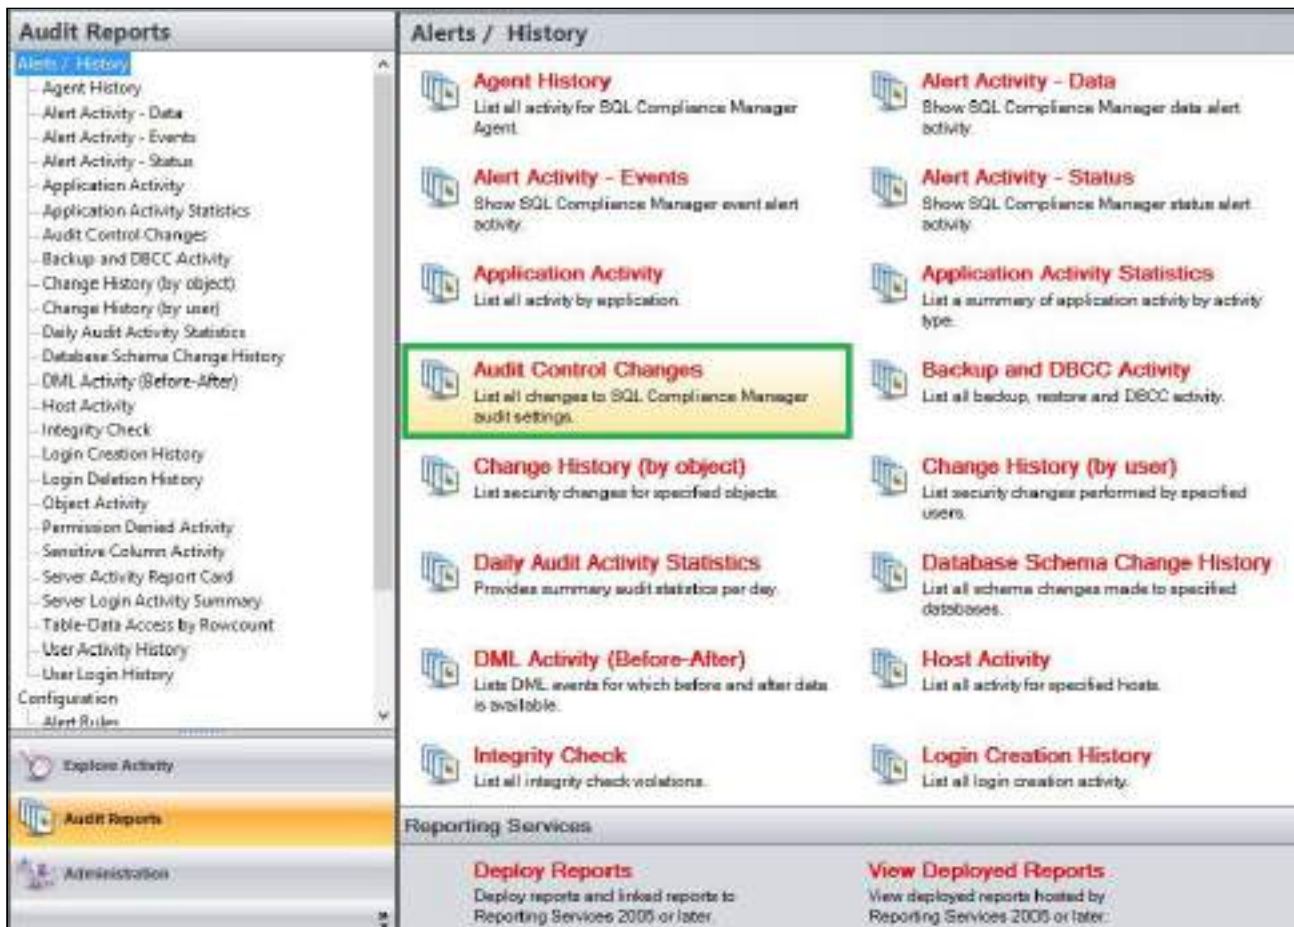 Audit Reports
Alerts / History
Agent History
Alert Activity - Data
Alert Activity - Events
Alert Activity - Status
Application Activity
Application Activity Statistics
Audit Control Changes
Backup and DBCC Activity
Change History (by object)
Change History (by user)
Daily Audit Activity Statistics
Database Schema Change History
DML Activity (Before-After)
Host Activity
Integrity Check
Login Creation History
Login Deletion History
Object Activity
Permission Denied Activity
Sensitive Column Activity
Server Activity Report Card
Server Login Activity Summary
Table-Data Access by Rowcount
User Activity History
User Login History
Configuration
Alert Rules
Explore Activity
Audit Reports
Administration
Alerts / History
Agent History
List all activity for SQL Compliance Manager
Agent.
Alert Activity - Data
Show SQL Compliance Manager data alert
activity.
Alert Activity - Events
Show SQL Compliance Manager event alert
activity.
Alert Activity - Status
Show SQL Compliance Manager status alert
activity.
Application Activity
List all activity by application.
Application Activity Statistics
List a summary of application activity by activity
type.
Audit Control Changes
List all changes to SQL Compliance Manager
audit settings.
Backup and DBCC Activity
List all backup, restore and DBCC activity.
Change History (by object)
List security changes for specified objects.
Change History (by user)
List security changes performed by specified
users.
Daily Audit Activity Statistics
Provides summary audit statistics per day.
Database Schema Change History
List all schema changes made to specified
databases.
DML Activity (Before-After)
Lists DML events for which before and after data
is available.
Host Activity
List all activity for specified hosts.
Integrity Check
List all integrity check violations.
Login Creation History
List all login creation activity.
Reporting Services
Deploy Reports
Deploy reports and linked reports to
Reporting Services 2005 or later.
View Deployed Reports
View deployed reports hosted by
Reporting Services 2005 or later.